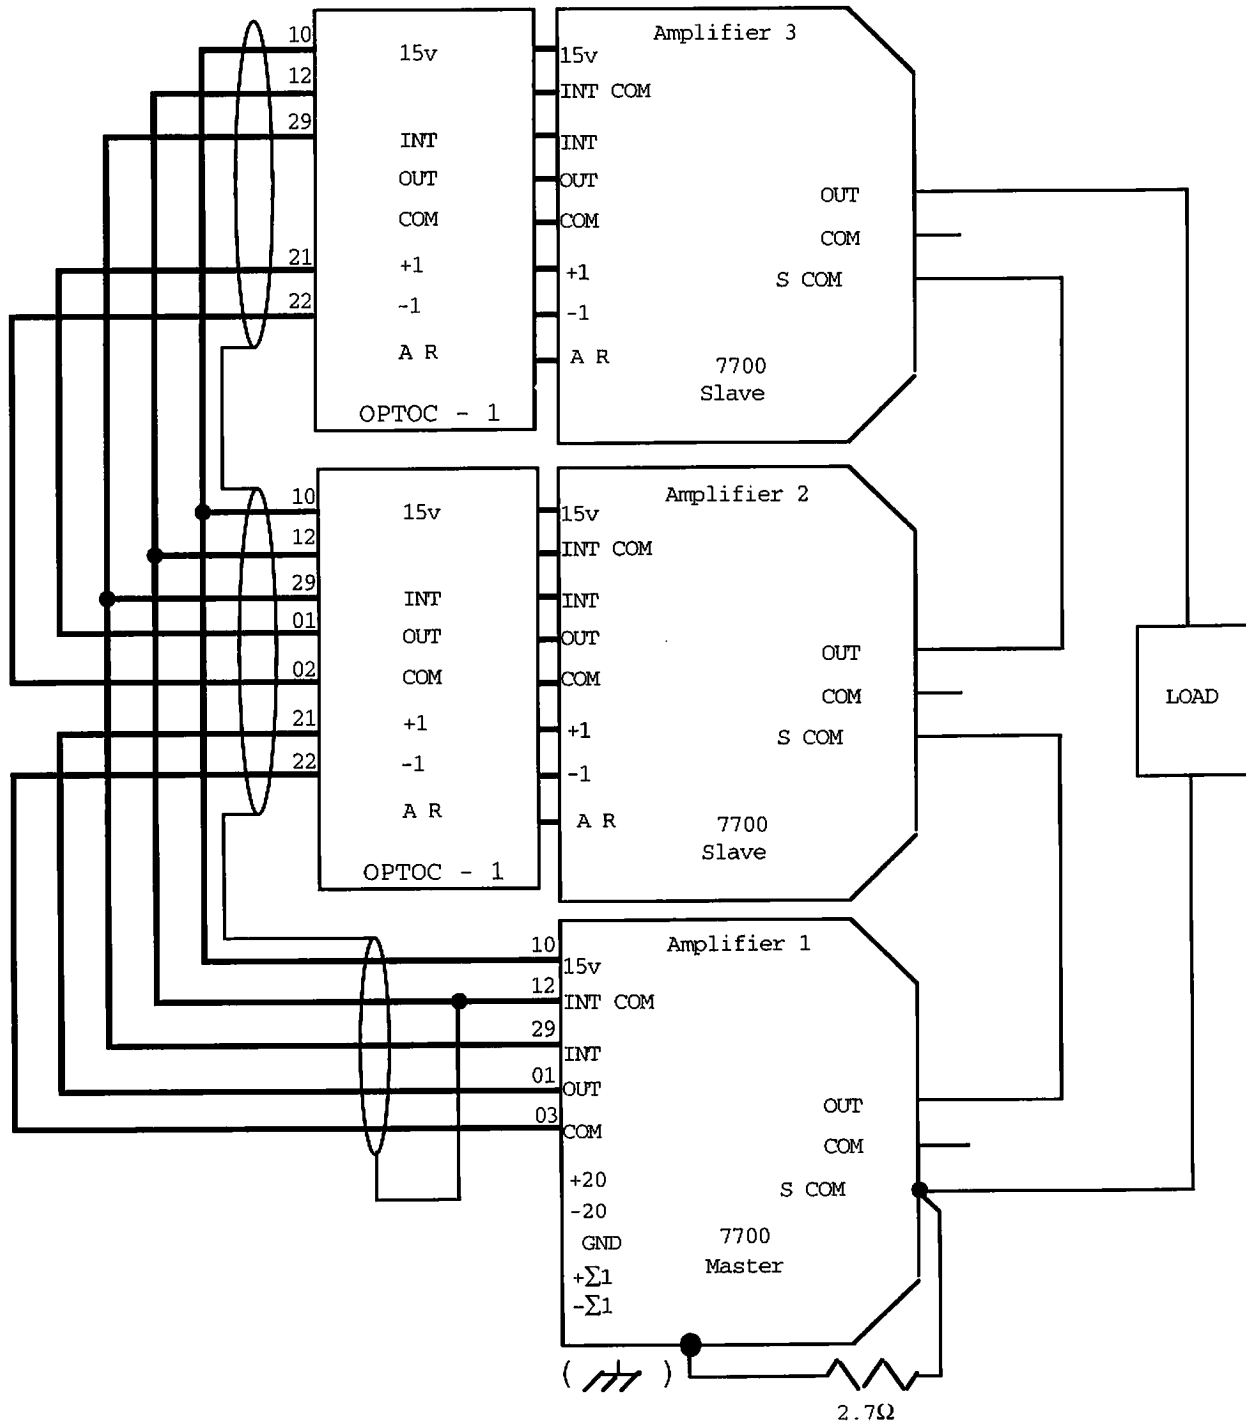 Amplifier 3
10
15v
15v
12
INT COM
29
INT
INT
OUT
OUT
OUT
COM
COM
COM
21
+1
+1
S COM
22
-1
-1
A R
A R
7700
Slave
OPTOC - 1
Amplifier 2
10
15v
15v
12
INT COM
29
INT
INT
01
OUT
OUT
OUT
02
COM
COM
COM
LOAD
21
+1
+1
S COM
22
-1
-1
A R
A R
7700
Slave
OPTOC - 1
Amplifier 1
10
15v
12
INT COM
29
INT
01
OUT
OUT
03
COM
COM
+20
S COM
-20
GND
7700
Master
+Σ1
-Σ1
( )
2.7Ω